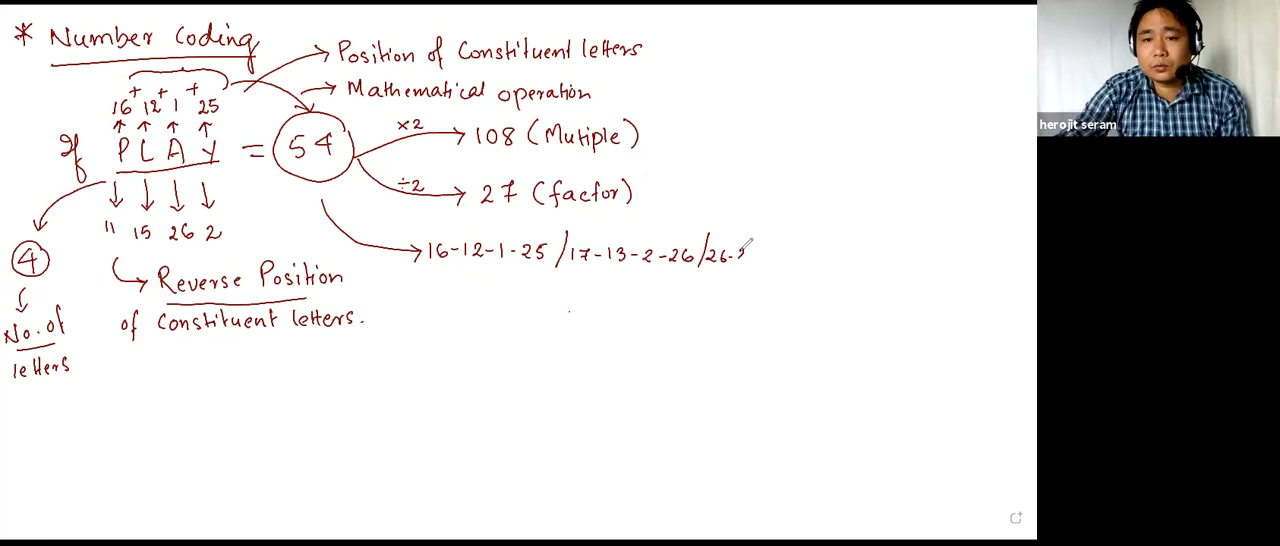 * Number Coding
Position of Constituent letters
Mathematical operation
+ + +
16 12 1 25
If PLAY = 54
×2 108 (Mutiple)
÷2 27 (factor)
11 15 26 2
16-12-1-25 / 17-13-2-26 / 26-
4
No. of
letters
Reverse Position
of Constituent letters.
herojit seram